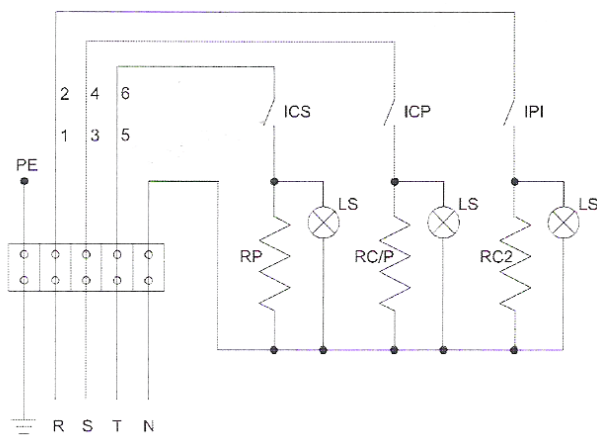 2 4 6
ICS ICP IPI
1 3 5
PE
LS LS LS
RP RC/P RC2
R S T N